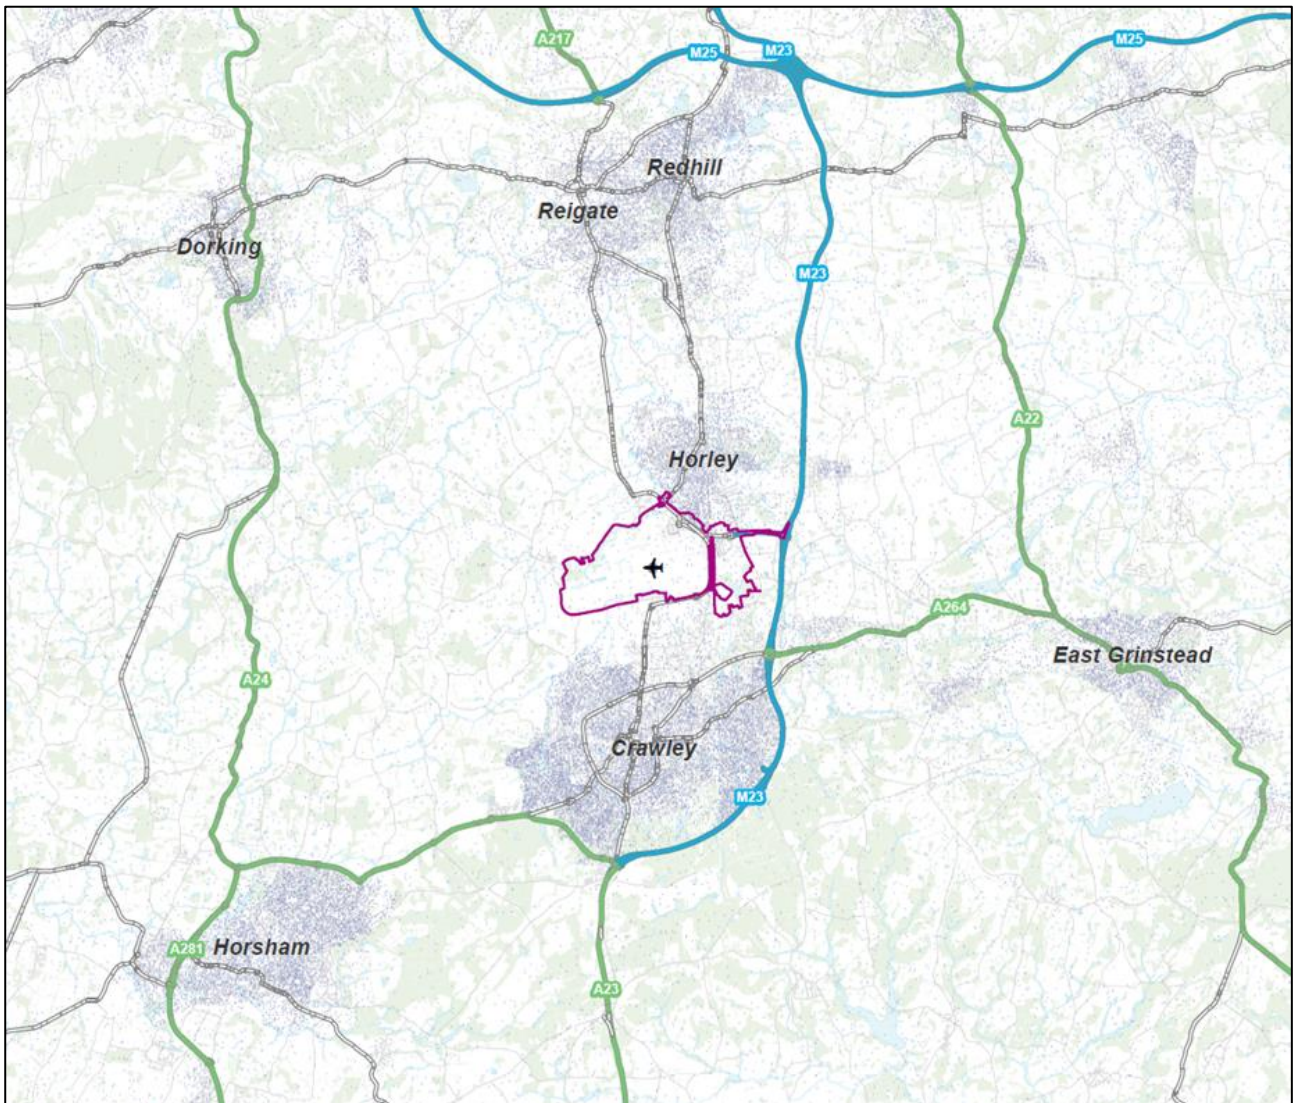 A217
M25
M23
M25
Redhill
Reigate
Dorking
M23
A22
Horley
A264
East Grinstead
A24
Crawley
M23
A281
Horsham
A23